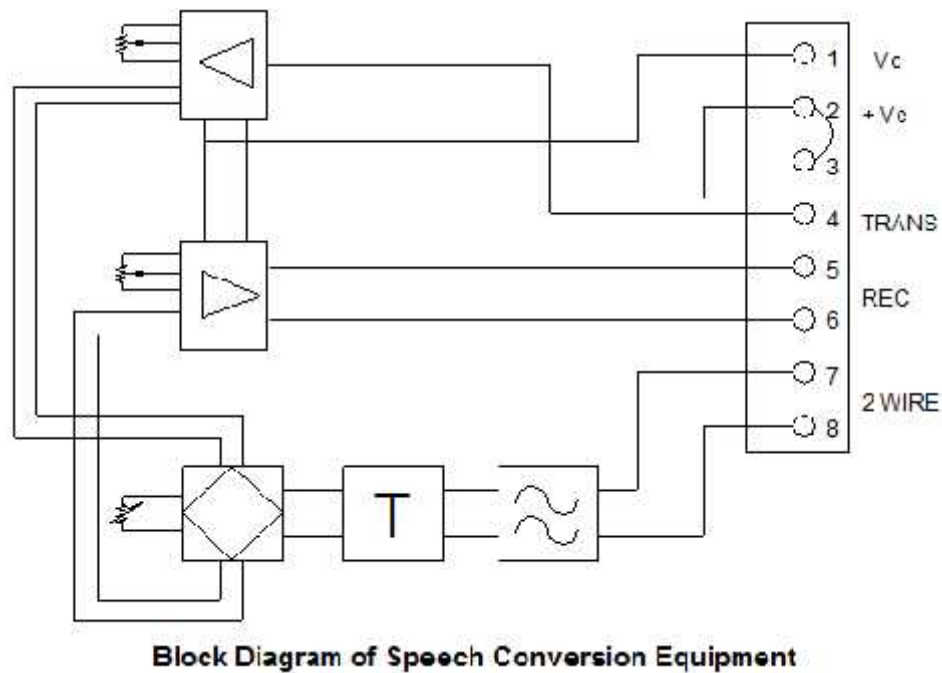 1 Vc
2 + Vc
3
4 TRANS
5
REC
6
7
2 WIRE
8
T
Block Diagram of Speech Conversion Equipment